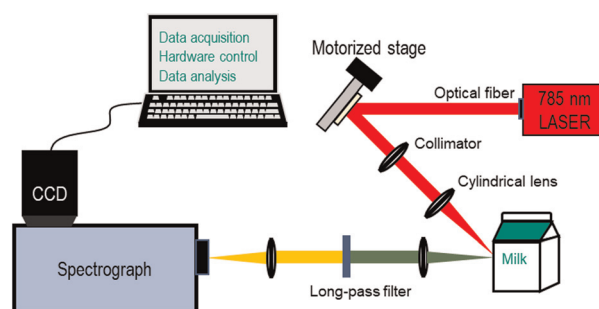 Data acquisition
Hardware control
Data analysis
Motorized stage
Optical fiber
785 nm
LASER
Collimator
Cylindrical lens
CCD
Spectrograph
Long-pass filter
Milk